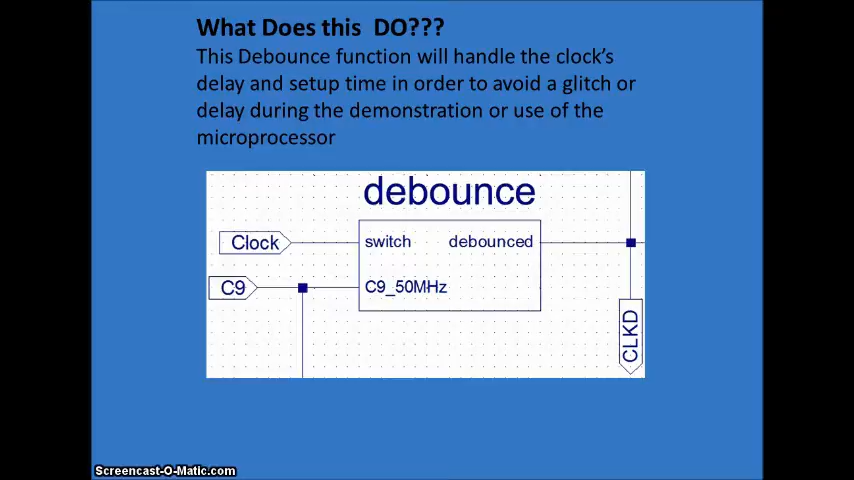 What Does this DO???
This Debounce function will handle the clock's
delay and setup time in order to avoid a glitch or
delay during the demonstration or use of the
microprocessor
debounce
Clock
switch
debounced
C9
C9_50MHz
CLKD
Screencast-O-Matic.com